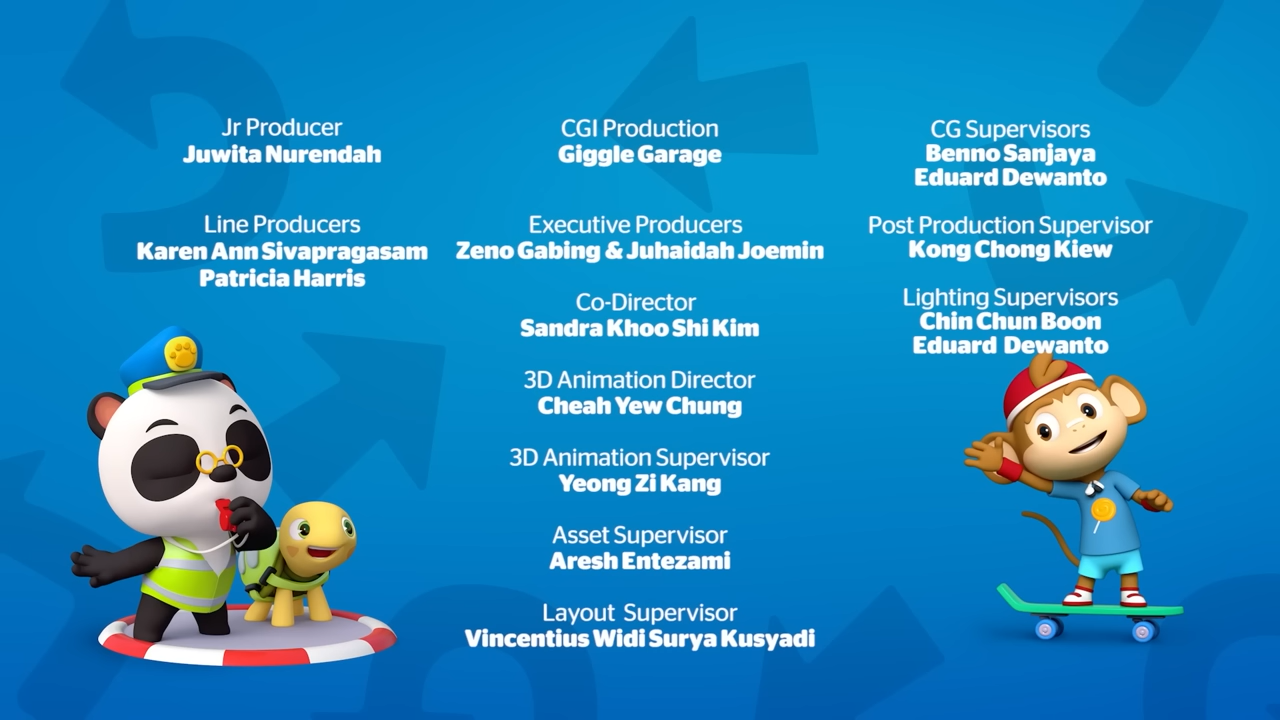 Jr Producer
Juwita Nurendah
Line Producers
Karen Ann Sivapragasam
Patricia Harris
CGI Production
Giggle Garage
Executive Producers
Zeno Gabing & Juhaidah Joemin
Co-Director
Sandra Khoo Shi Kim
3D Animation Director
Cheah Yew Chung
3D Animation Supervisor
Yeong Zi Kang
Asset Supervisor
Aresh Entezami
Layout Supervisor
Vincentius Widi Surya Kusyadi
CG Supervisors
Benno Sanjaya
Eduard Dewanto
Post Production Supervisor
Kong Chong Kiew
Lighting Supervisors
Chin Chun Boon
Eduard Dewanto